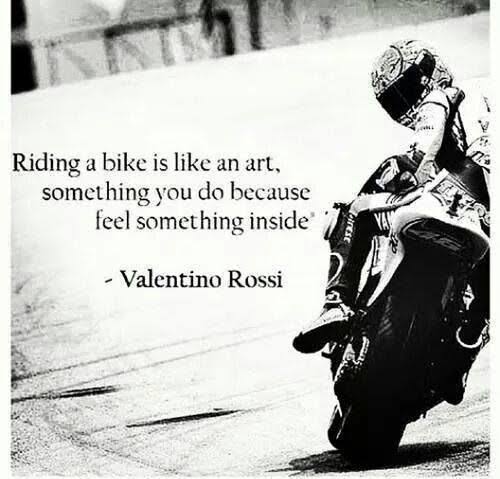 Riding a bike is like an art,
something you do because
feel something inside"
- Valentino Rossi